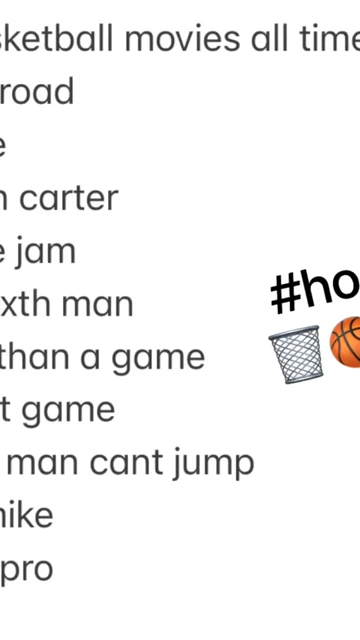 sketball movies all time
road
e
n carter
e jam
xth man
than a game
t game
man cant jump
nike
pro
#ho